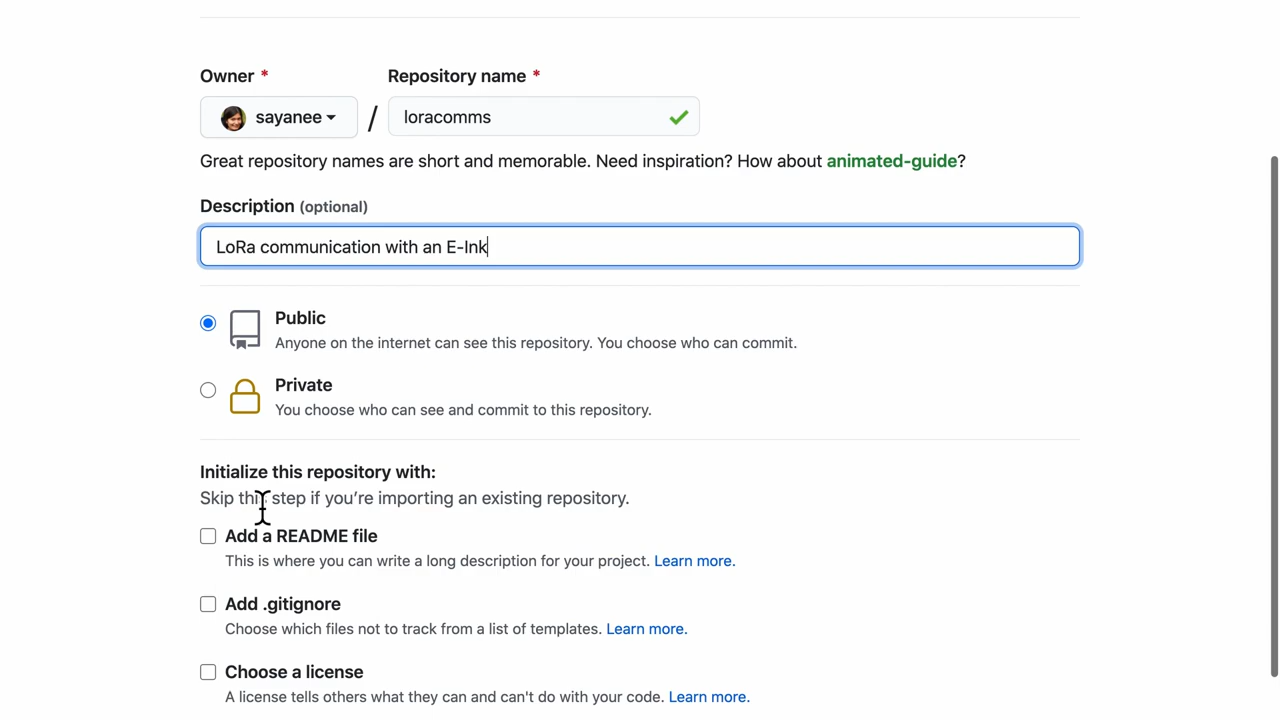 Owner * Repository name *
sayanee / loracomms
Great repository names are short and memorable. Need inspiration? How about animated-guide?
Description (optional)
LoRa communication with an E-Ink
Public
Anyone on the internet can see this repository. You choose who can commit.
Private
You choose who can see and commit to this repository.
Initialize this repository with:
Skip this step if you’re importing an existing repository.
Add a README file
This is where you can write a long description for your project. Learn more.
Add .gitignore
Choose which files not to track from a list of templates. Learn more.
Choose a license
A license tells others what they can and can't do with your code. Learn more.